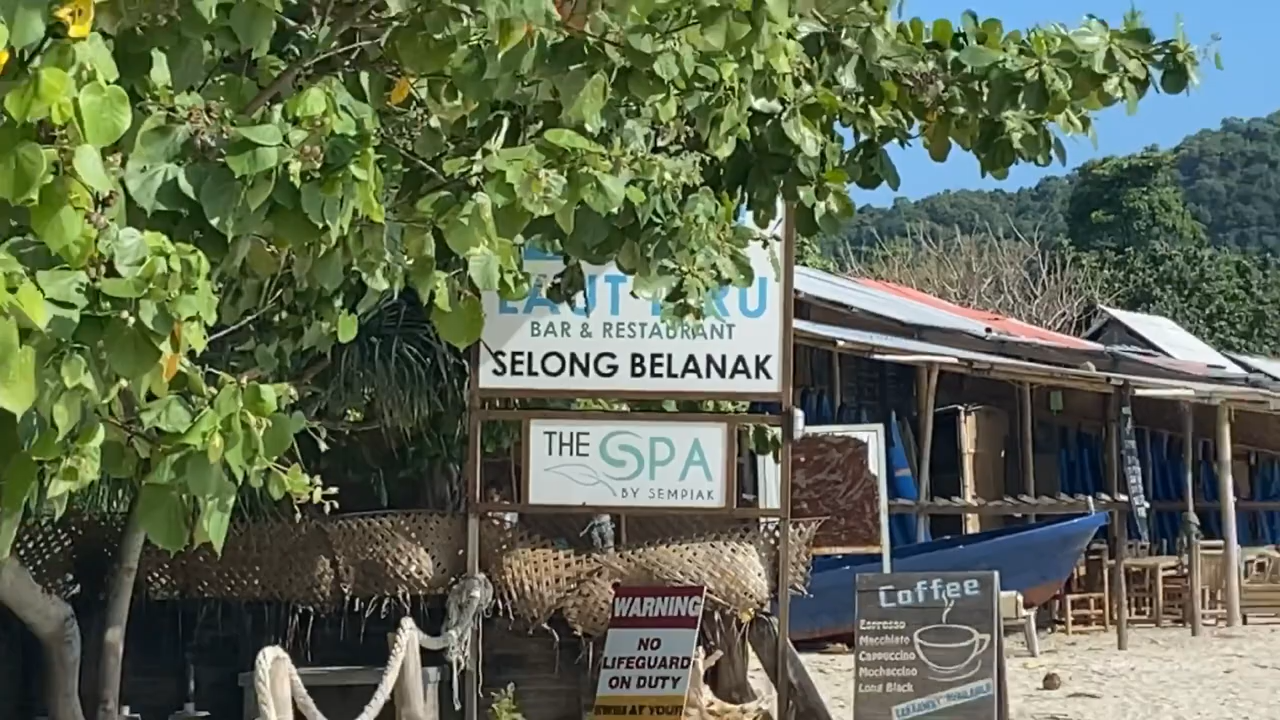 BAR & RESTAURANT
SELONG BELANAK
THE SPA
BY SEMPIAK
WARNING
NO
LIFEGUARD
ON DUTY
Coffee
Espresso
Macchiato
Cappuccino
Mochaccino
Long Black